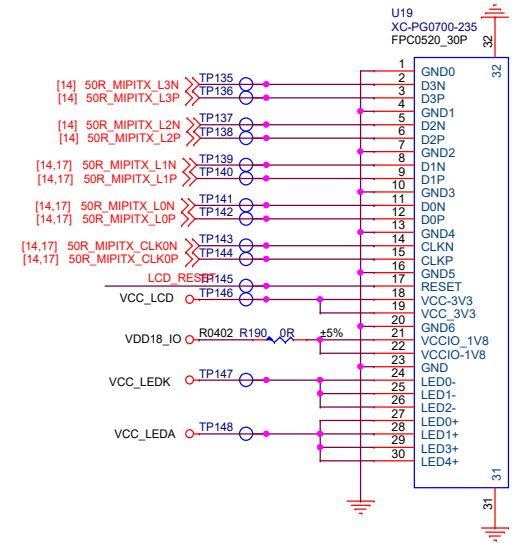 U19
XC-PG0700-235
FPC0520_30P
32
32
1 GND0
[14] 50R_MIPITX_L3N TP135 2 D3N
[14] 50R_MIPITX_L3P TP136 3 D3P
4 GND1
[14] 50R_MIPITX_L2N TP137 5 D2N
[14] 50R_MIPITX_L2P TP138 6 D2P
7 GND2
[14,17] 50R_MIPITX_L1N TP139 8 D1N
[14,17] 50R_MIPITX_L1P TP140 9 D1P
10 GND3
[14,17] 50R_MIPITX_L0N TP141 11 D0N
[14,17] 50R_MIPITX_L0P TP142 12 D0P
13 GND4
[14,17] 50R_MIPITX_CLK0N TP143 14 CLKN
[14,17] 50R_MIPITX_CLK0P TP144 15 CLKP
16 GND5
LCD_RESET TP145 17 RESET
VCC_LCD TP146 18 VCC-3V3
19 VCC_3V3
20 GND6
VDD18_IO R0402 R190 0R ±5% 21 VCCIO_1V8
22 VCCIO-1V8
23 GND
VCC_LEDK TP147 24 LED0-
25 LED1-
26 LED2-
27 LED0+
VCC_LEDA TP148 28 LED1+
29 LED3+
30 LED4+
31
31